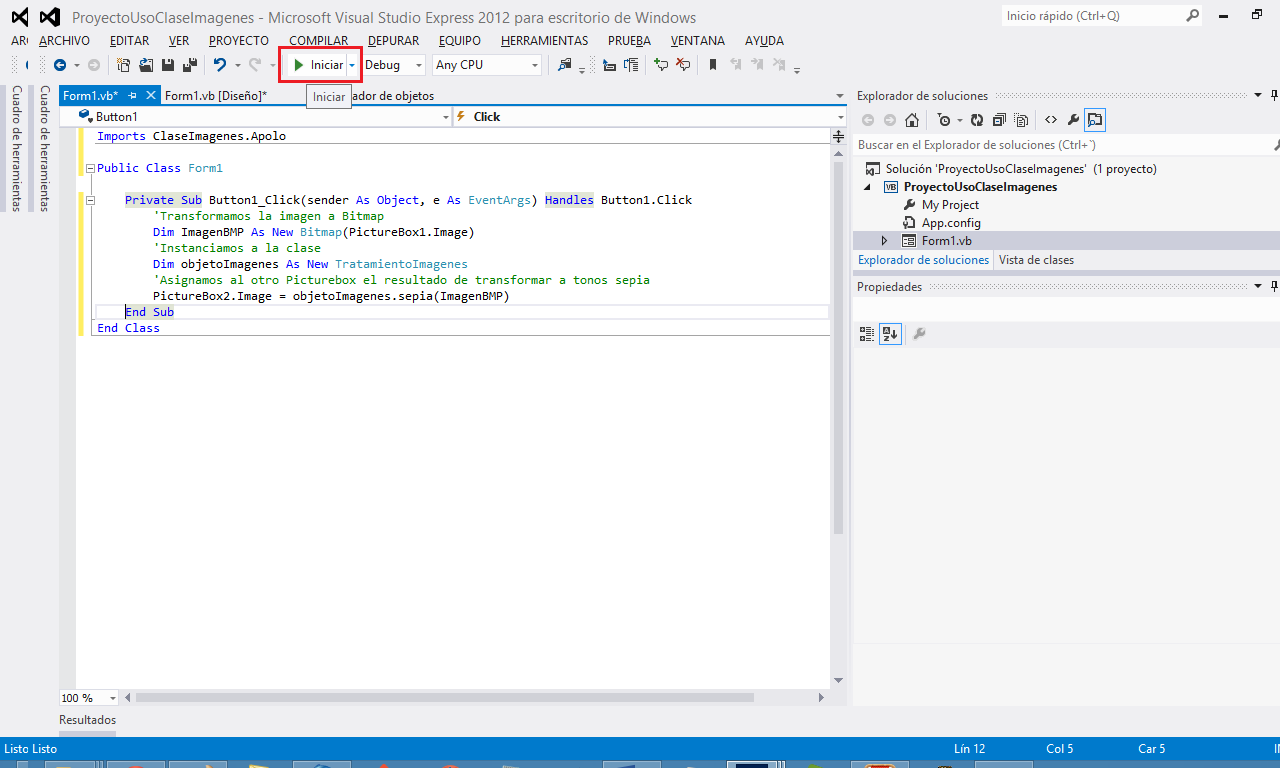 ProyectoUsoClaseImagenes - Microsoft Visual Studio Express 2012 para escritorio de Windows
Inicio rápido (Ctrl+Q)
ARCHIVO EDITAR VER PROYECTO COMPILAR DEPURAR EQUIPO HERRAMIENTAS PRUEBA VENTANA AYUDA
Iniciar Debug Any CPU
Form1.vb* Form1.vb [Diseño]* ador de objetos
Iniciar
Button1 Click
Cuadro de herramientas
Cuadro de herramientas
Imports ClaseImagenes.Apolo
Public Class Form1
Private Sub Button1_Click(sender As Object, e As EventArgs) Handles Button1.Click
'Transformamos la imagen a Bitmap
Dim ImagenBMP As New Bitmap(PictureBox1.Image)
'Instanciamos a la clase
Dim objetoImagenes As New TratamientoImagenes
'Asignamos al otro Picturebox el resultado de transformar a tonos sepia
PictureBox2.Image = objetoImagenes.sepia(ImagenBMP)
End Sub
End Class
100 %
Resultados
Explorador de soluciones
Buscar en el Explorador de soluciones (Ctrl+`)
Solución 'ProyectoUsoClaseImagenes' (1 proyecto)
VB ProyectoUsoClaseImagenes
My Project
App.config
Form1.vb
Explorador de soluciones Vista de clases
Propiedades
Listo Listo Lín 12 Col 5 Car 5